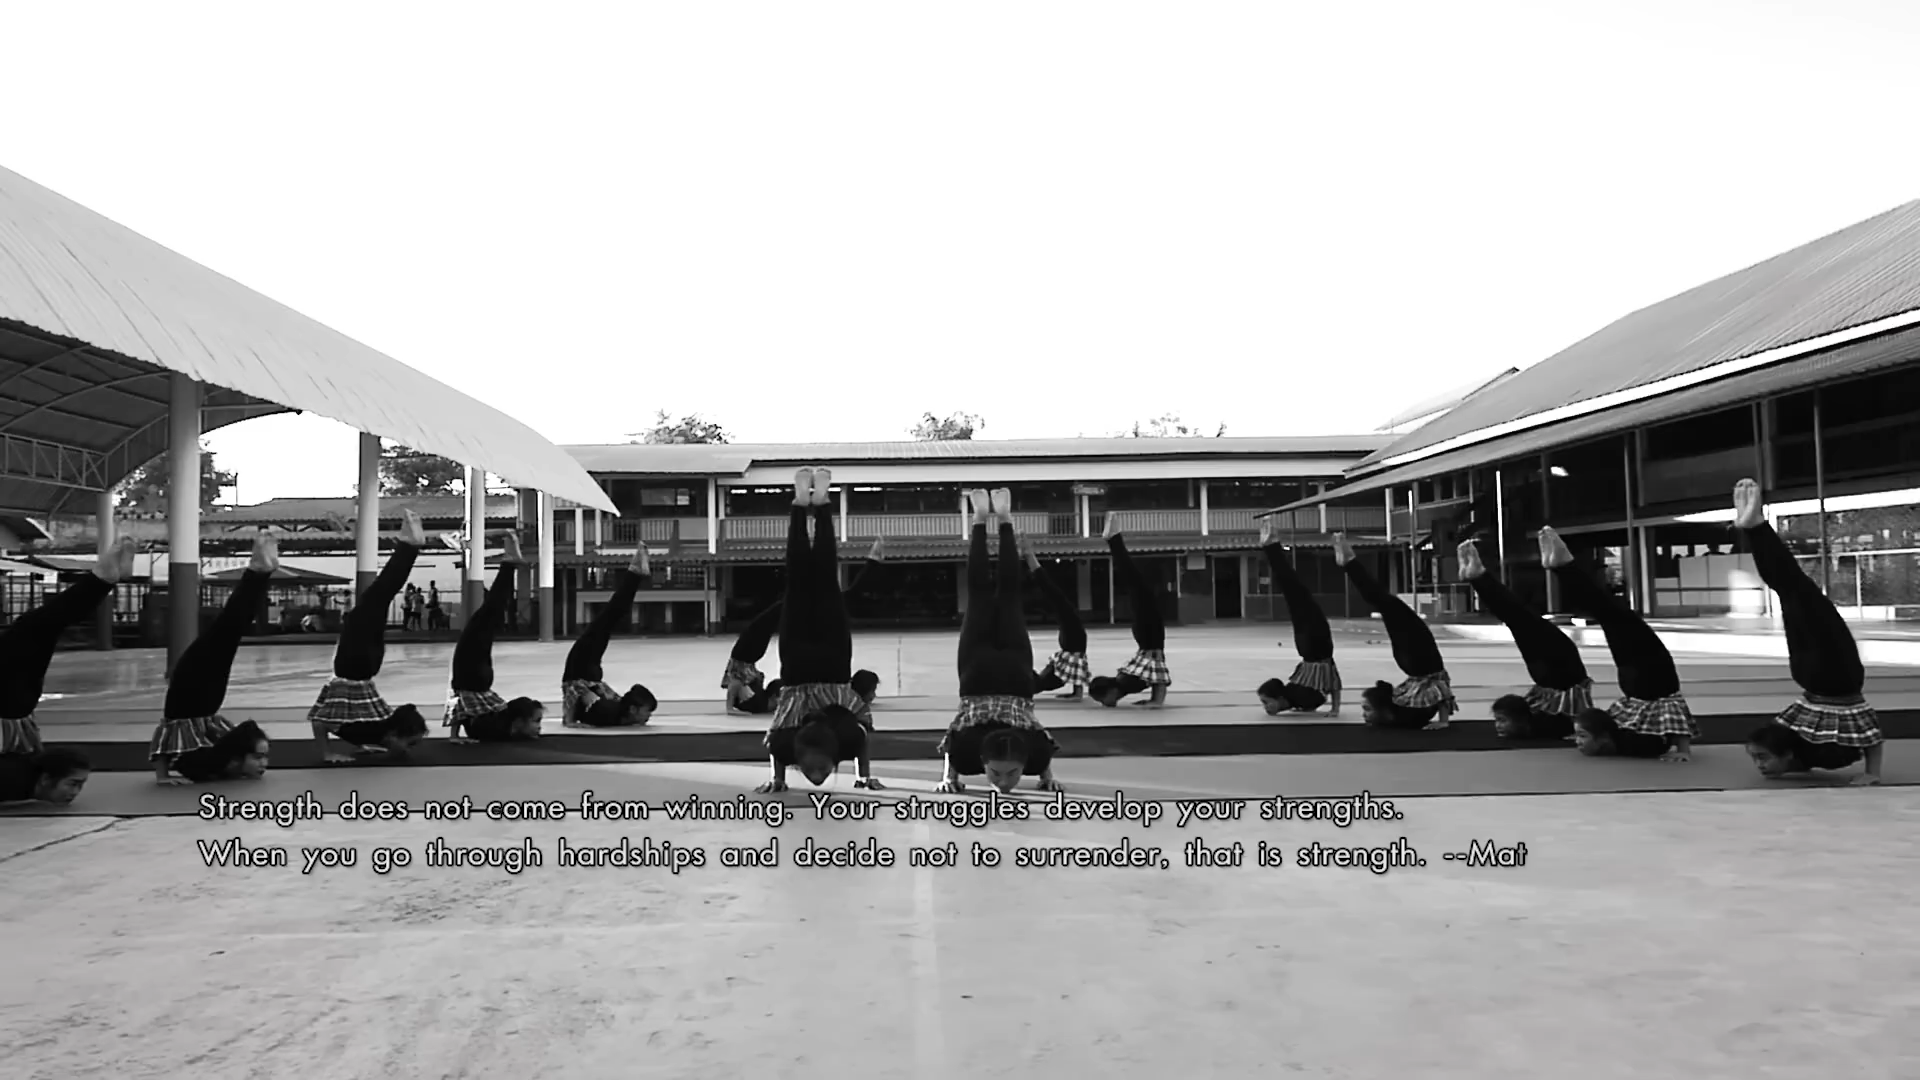 Strength does not come from winning. Your struggles develop your strengths.
When you go through hardships and decide not to surrender, that is strength. --Mat